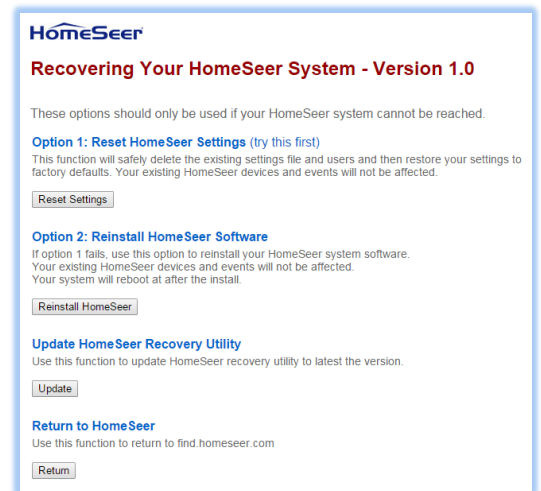 HomeSeer
Recovering Your HomeSeer System - Version 1.0
These options should only be used if your HomeSeer system cannot be reached.
Option 1: Reset HomeSeer Settings (try this first)
This function will safely delete the existing settings file and users and then restore your settings to
factory defaults. Your existing HomeSeer devices and events will not be affected.
Reset Settings
Option 2: Reinstall HomeSeer Software
If option 1 fails, use this option to reinstall your HomeSeer system software.
Your existing HomeSeer devices and events will not be affected.
Your system will reboot at after the install.
Reinstall HomeSeer
Update HomeSeer Recovery Utility
Use this function to update HomeSeer recovery utility to latest the version.
Update
Return to HomeSeer
Use this function to return to find.homeseer.com
Return